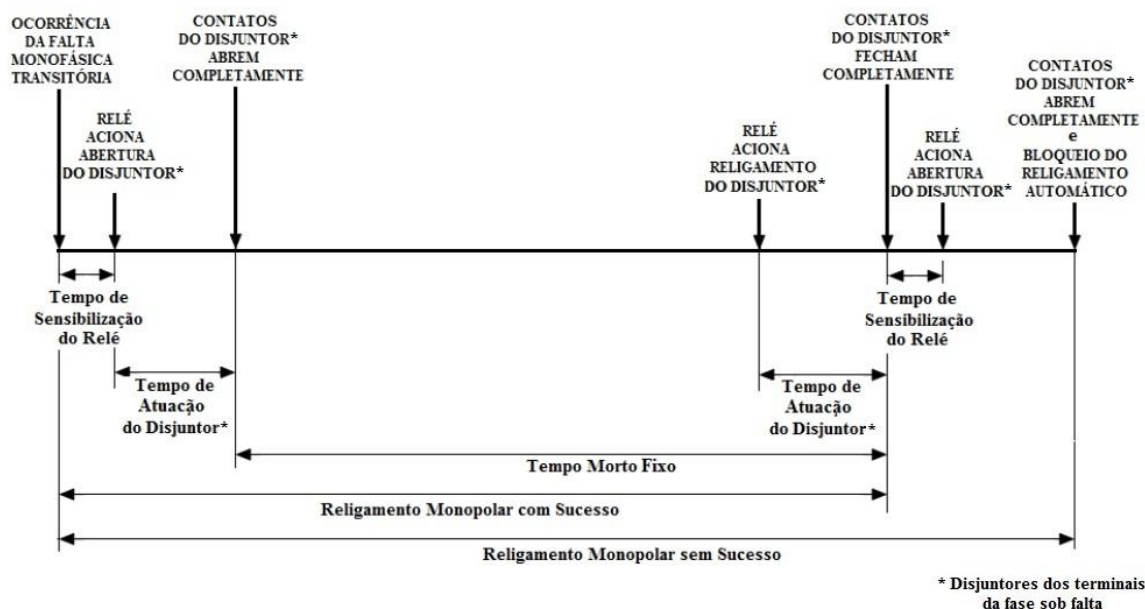 OCORRÊNCIA
DA FALTA
MONOFÁSICA
TRANSITÓRIA
RELÉ
ACIONA
ABERTURA
DO DISJUNTOR*
CONTATOS
DO DISJUNTOR*
ABREM
COMPLETAMENTE
RELÉ
ACIONA
RELIGAMENTO
DO DISJUNTOR*
CONTATOS
DO DISJUNTOR*
FECHAM
COMPLETAMENTE
RELÉ
ACIONA
ABERTURA
DO DISJUNTOR*
CONTATOS
DO DISJUNTOR*
ABREM
COMPLETAMENTE
e
BLOQUEIO DO
RELIGAMENTO
AUTOMÁTICO
Tempo de
Sensibilização
do Relé
Tempo de
Sensibilização
do Relé
Tempo de
Atuação
do Disjuntor*
Tempo de
Atuação
do Disjuntor*
Tempo Morto Fixo
Religamento Monopolar com Sucesso
Religamento Monopolar sem Sucesso
* Disjuntores dos terminais
da fase sob falta